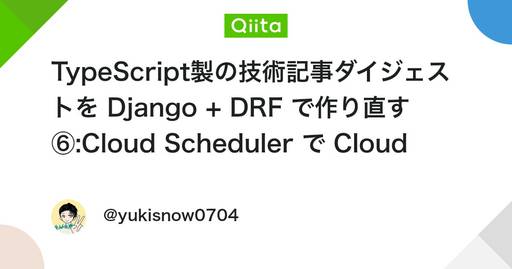 Qiita
TypeScript製の技術記事ダイジェス
トを Django + DRF で作り直す
⑥:Cloud Scheduler で Cloud
@yukisnow0704